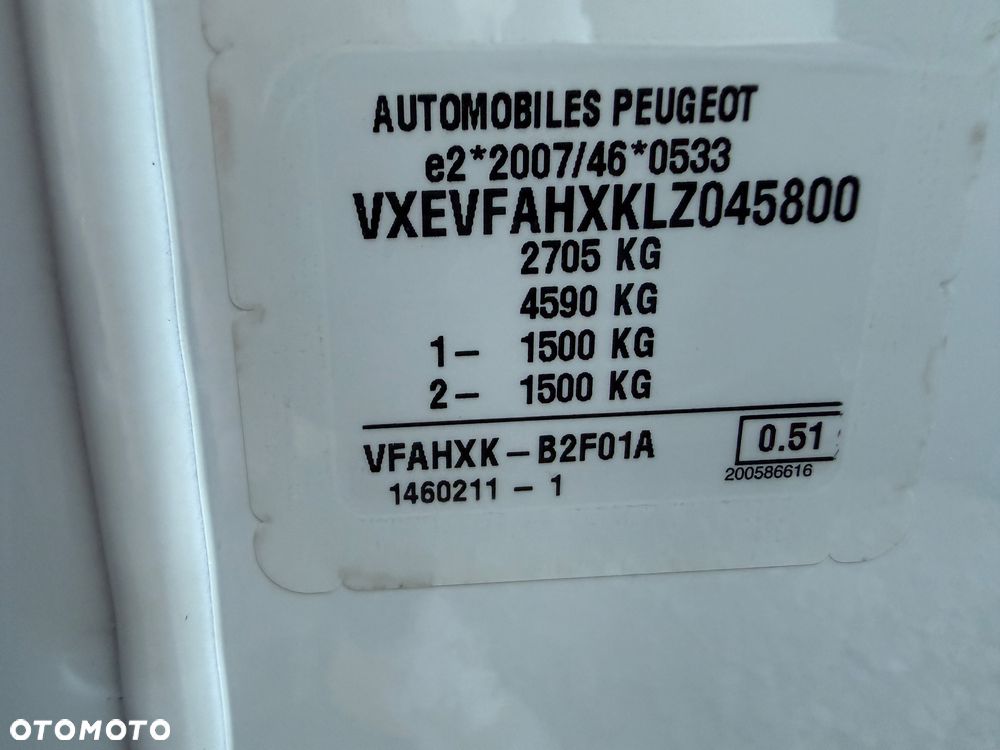 AUTOMOBILES PEUGEOT
e2*2007/46*0533
VXEVFAHXKLZ045800
2705 KG
4590 KG
1- 1500 KG
2- 1500 KG
VFAHXK-B2F01A
0.51
200586616
1460211-1
OTOMOTO